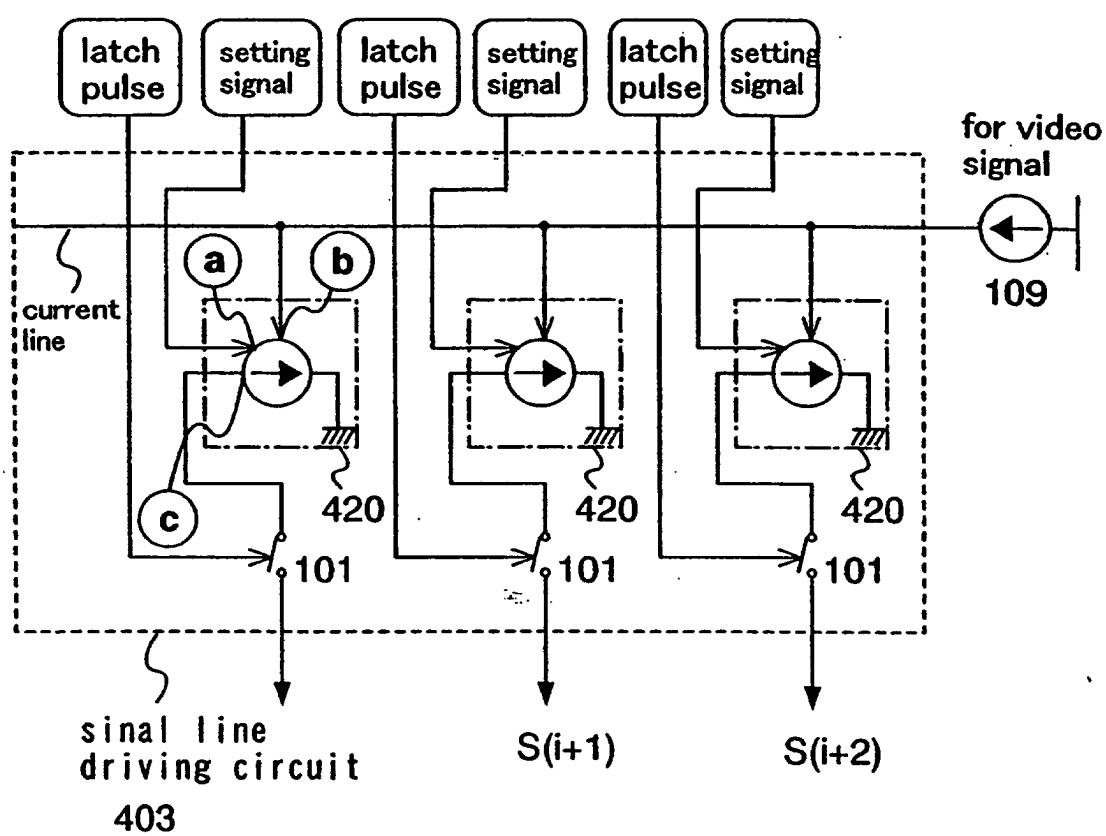 latch
pulse
setting
signal
latch
pulse
setting
signal
latch
pulse
setting
signal
for video
signal
109
a
b
current
line
c
420
420
420
101
101
101
sinal line
driving circuit
403
S(i+1)
S(i+2)